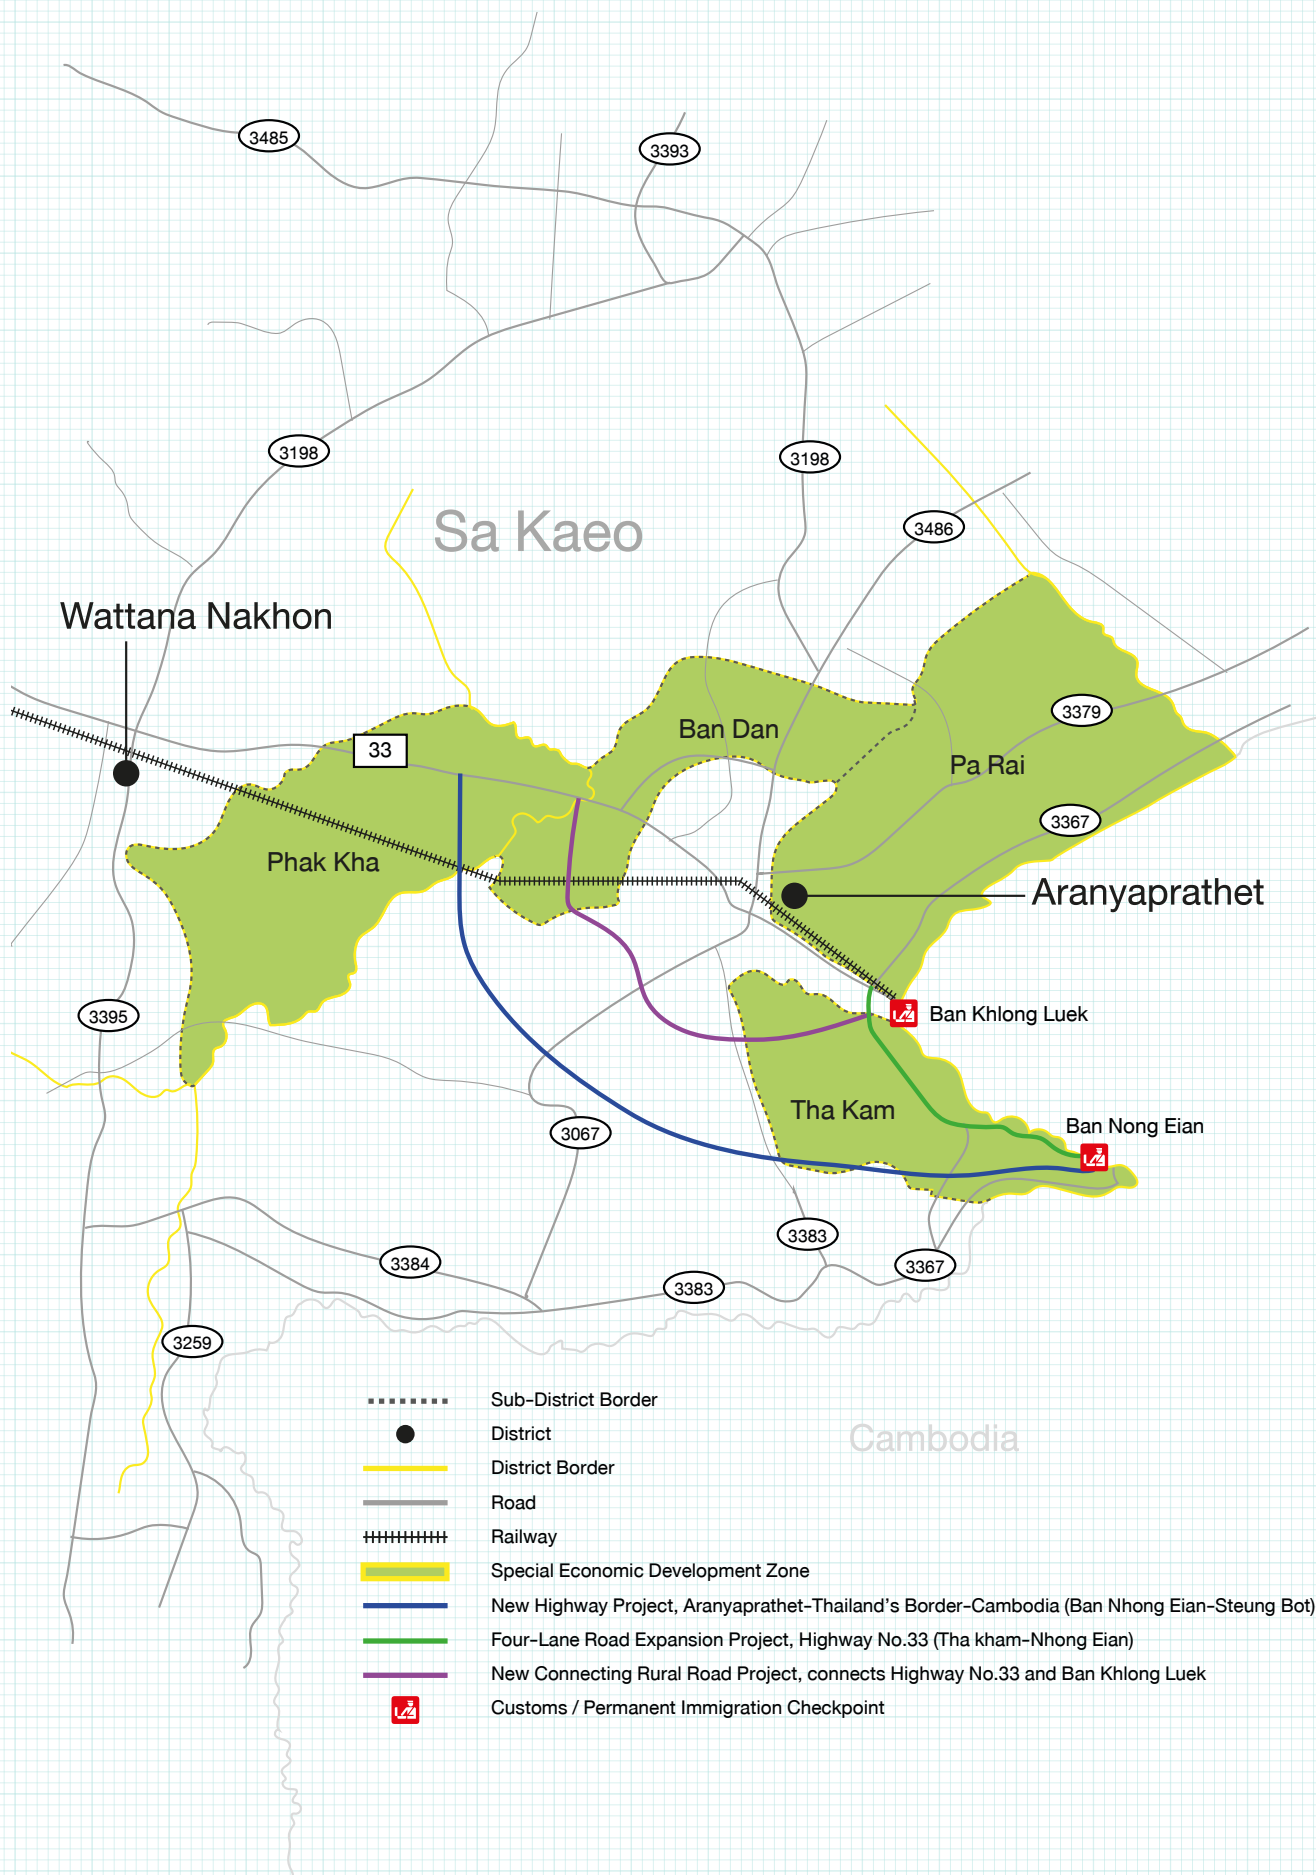 3485
3393
3198
3198
Sa Kaeo
3486
Wattana Nakhon
3379
Ban Dan
33
Pa Rai
3367
Phak Kha
Aranyaprathet
3395
Ban Khlong Luek
Tha Kam
Ban Nong Eian
3067
3383
3384
3367
3383
3259
Sub-District Border
Cambodia
District
District Border
Road
Railway
Special Economic Development Zone
New Highway Project, Aranyaprathet-Thailand's Border-Cambodia (Ban Nhong Eian-Steung Bot)
Four-Lane Road Expansion Project, Highway No.33 (Tha kham-Nhong Eian)
New Connecting Rural Road Project, connects Highway No.33 and Ban Khlong Luek
Customs / Permanent Immigration Checkpoint